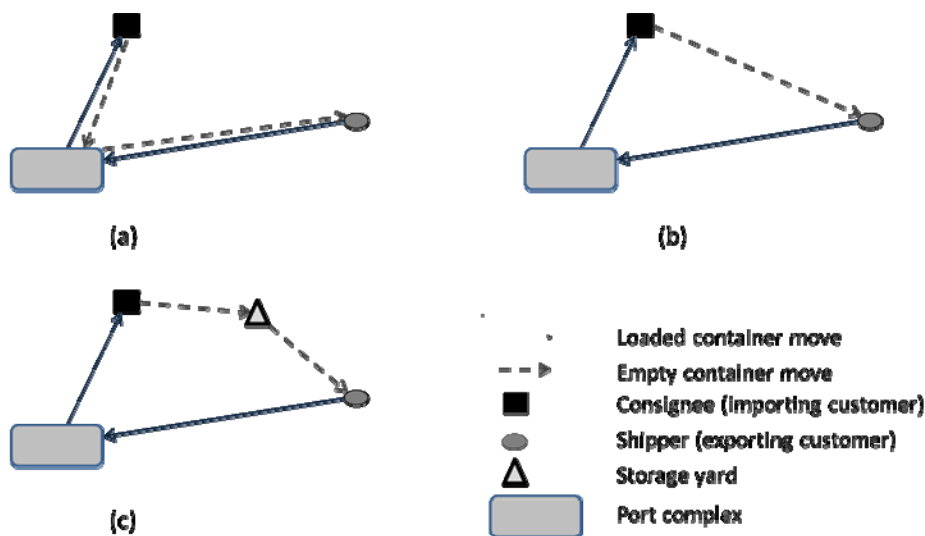 (a)
(b)
(c)
Loaded container move
Empty container move
Consignee (importing customer)
Shipper (exporting customer)
Storage yard
Port complex